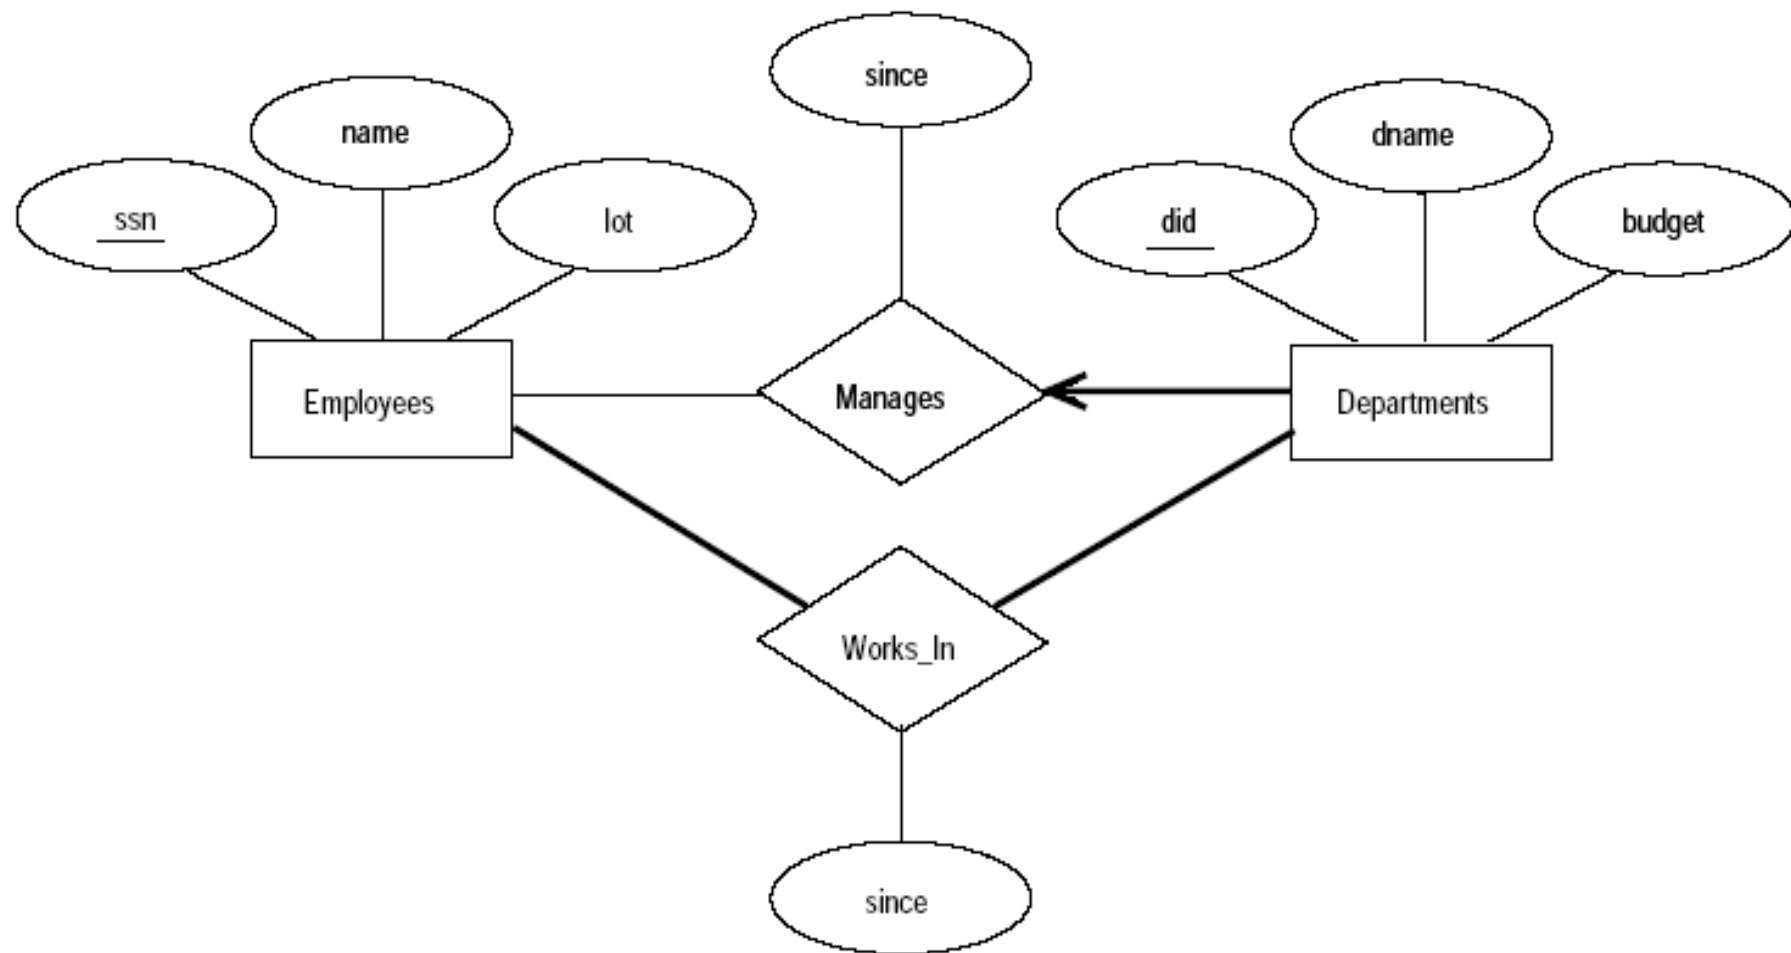 since
name
dname
ssn
lot
did
budget
Employees
Manages
Departments
Works_In
since